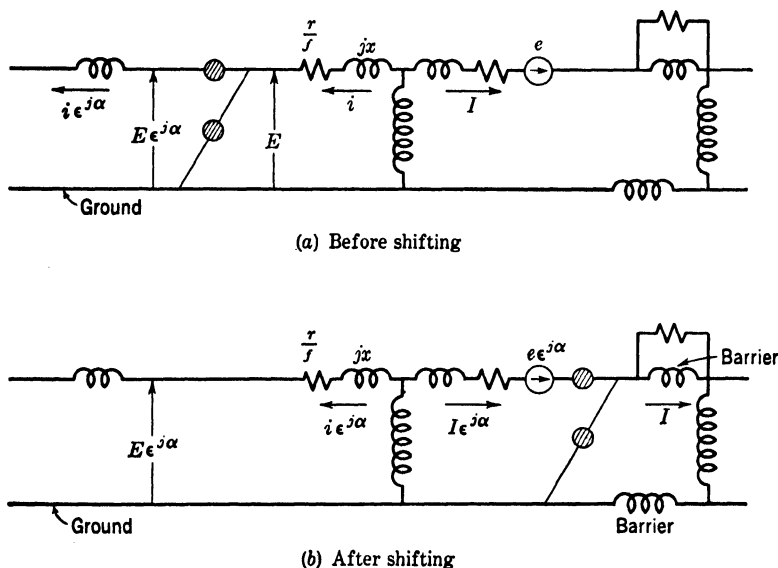 r/f
jx
e
iε^{jα}
Eε^{jα}
E
i
I
Ground
(a) Before shifting
r/f
jx
eε^{jα}
Barrier
Eε^{jα}
iε^{jα}
Iε^{jα}
I
Ground
Barrier
(b) After shifting